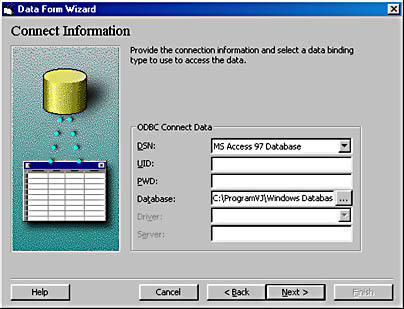 Data Form Wizard
Connect Information
Provide the connection information and select a data binding
type to use to access the data.
ODBC Connect Data
DSN:
MS Access 97 Database
UID:
PWD:
Database:
C:\ProgramVJ\Windows Databas
...
Driver:
Server:
Help
Cancel
< Back
Next >
Finish